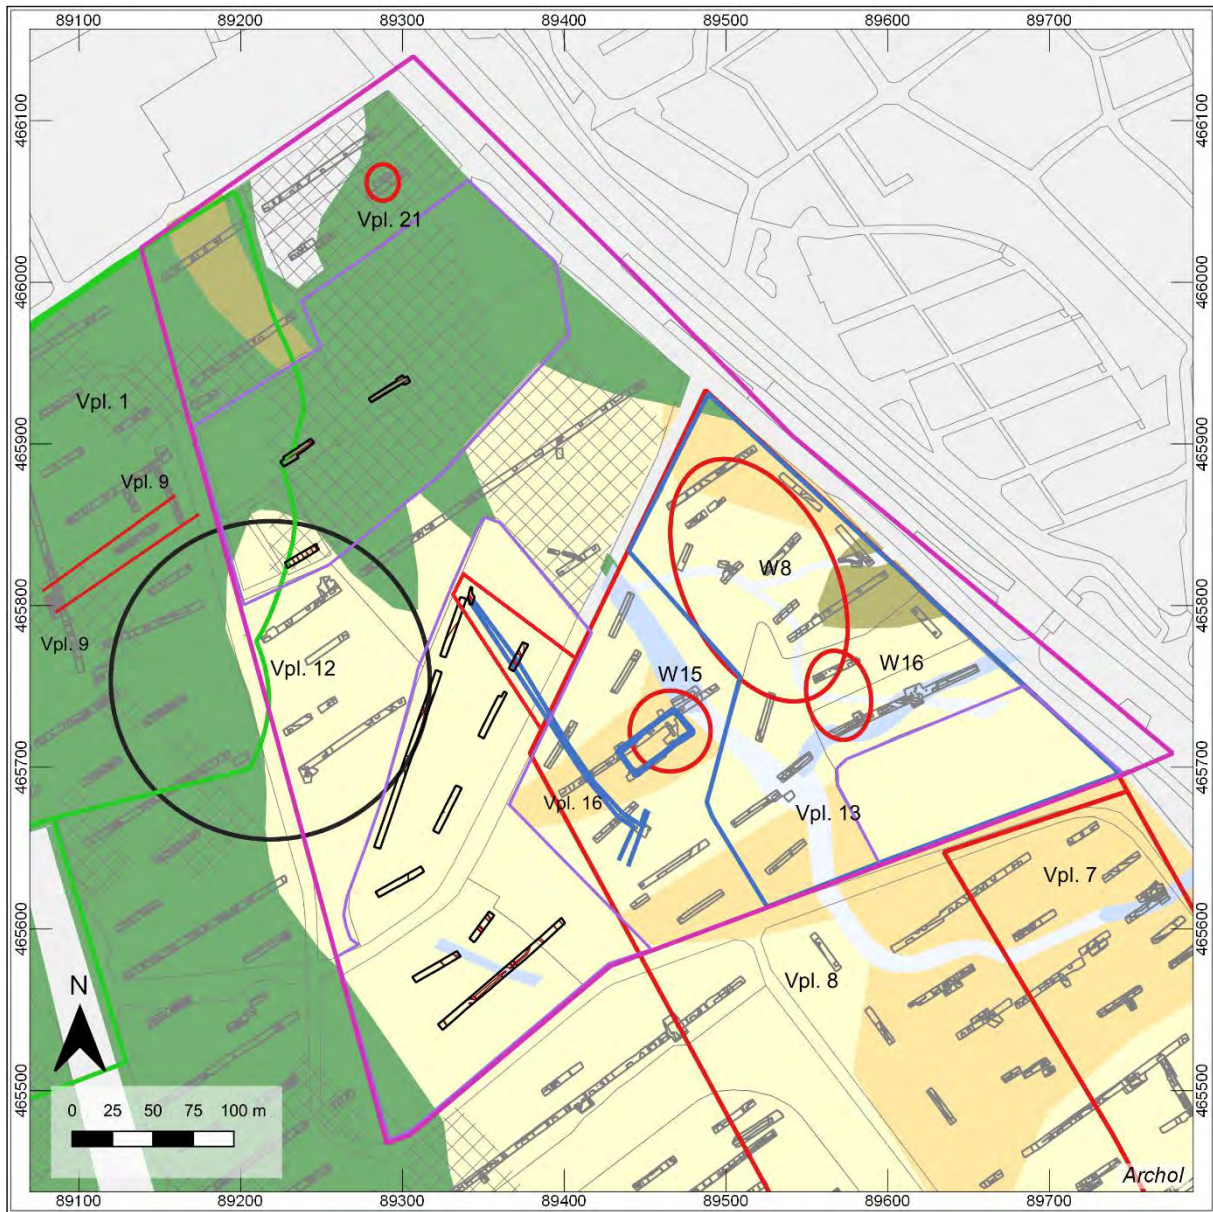 89100 89200 89300 89400 89500 89600 89700
466100 466100
Vpl. 21
466000 466000
Vpl. 1
465900 465900
Vpl. 9
W8
465800 465800
Vpl. 9
Vpl. 12
W15 W16
465700 465700
Vpl. 16
Vpl. 13
Vpl. 7
465600 465600
Vpl. 8
N
465500 465500
0 25 50 75 100 m
Archol
89100 89200 89300 89400 89500 89600 89700